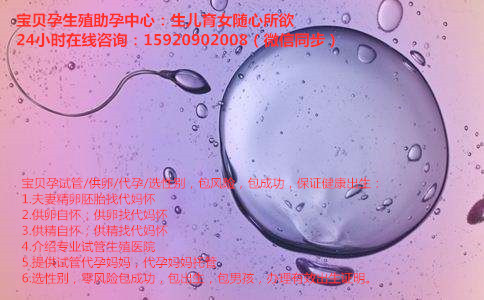 宝贝孕生殖助孕中心：生儿育女随心所欲
24小时在线咨询：15920902008（微信同步）
宝贝孕试管/供卵/代孕/选性别，包风险，包成功，保证健康出生：
1.夫妻精卵胚胎找代妈怀
2.供卵自怀，供卵找代妈怀
3.供精自怀，供精找代妈怀
4.介绍专业试管生殖医院
5.提供试管代孕妈妈，代孕妈妈
6:选性别，零风险包成功，包出生，包男孩，办理